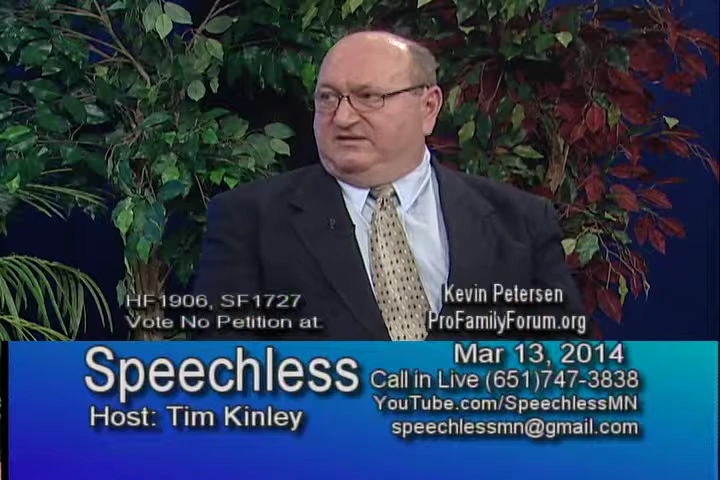 HF1906, SF1727
Vote No Petition at
Kevin Petersen
ProFamilyForum.org
Speechless
Host: Tim Kinley
Mar 13, 2014
Call in Live (651)747-3838
YouTube.com/SpeechlessMN
speechlessmn@gmail.com